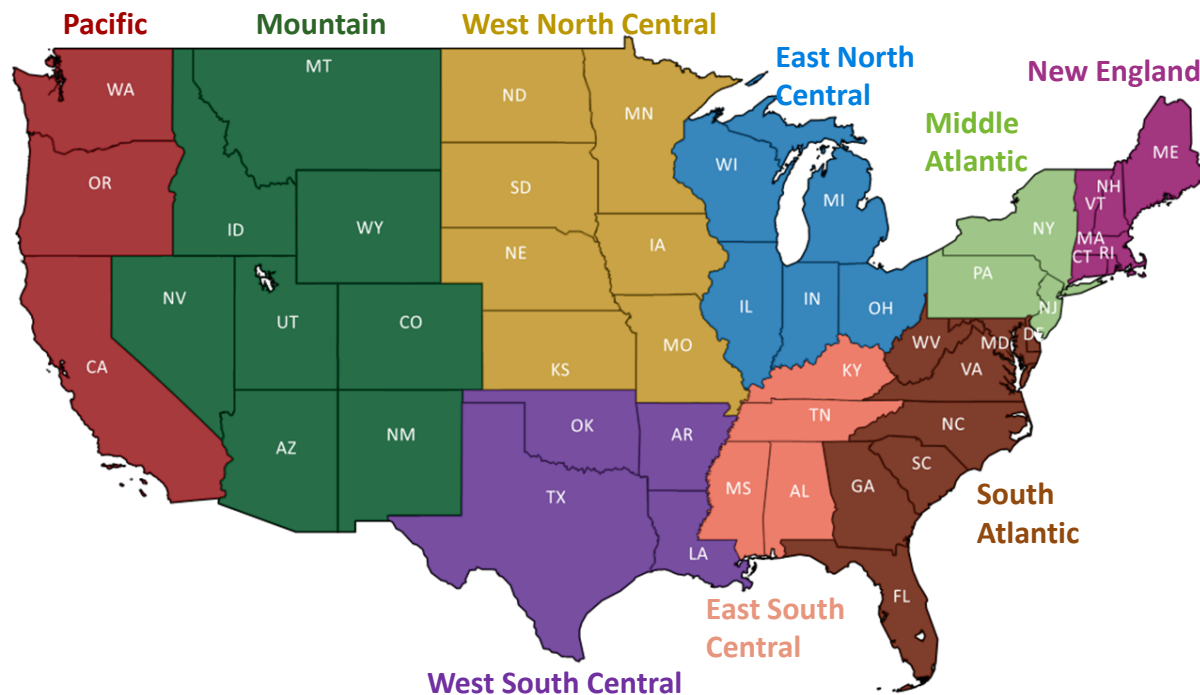 Pacific
Mountain
West North Central
East North
Central
New England
Middle
Atlantic
WA
MT
ND
MN
ME
OR
ID
WY
SD
WI
MI
NH
VT
NY
MA
CT
RI
NV
UT
CO
NE
IA
IL
IN
OH
PA
NJ
CA
KS
MO
KY
WV
MD
DE
VA
AZ
NM
OK
AR
TN
NC
SC
TX
MS
AL
GA
LA
FL
South
Atlantic
East South
Central
West South Central